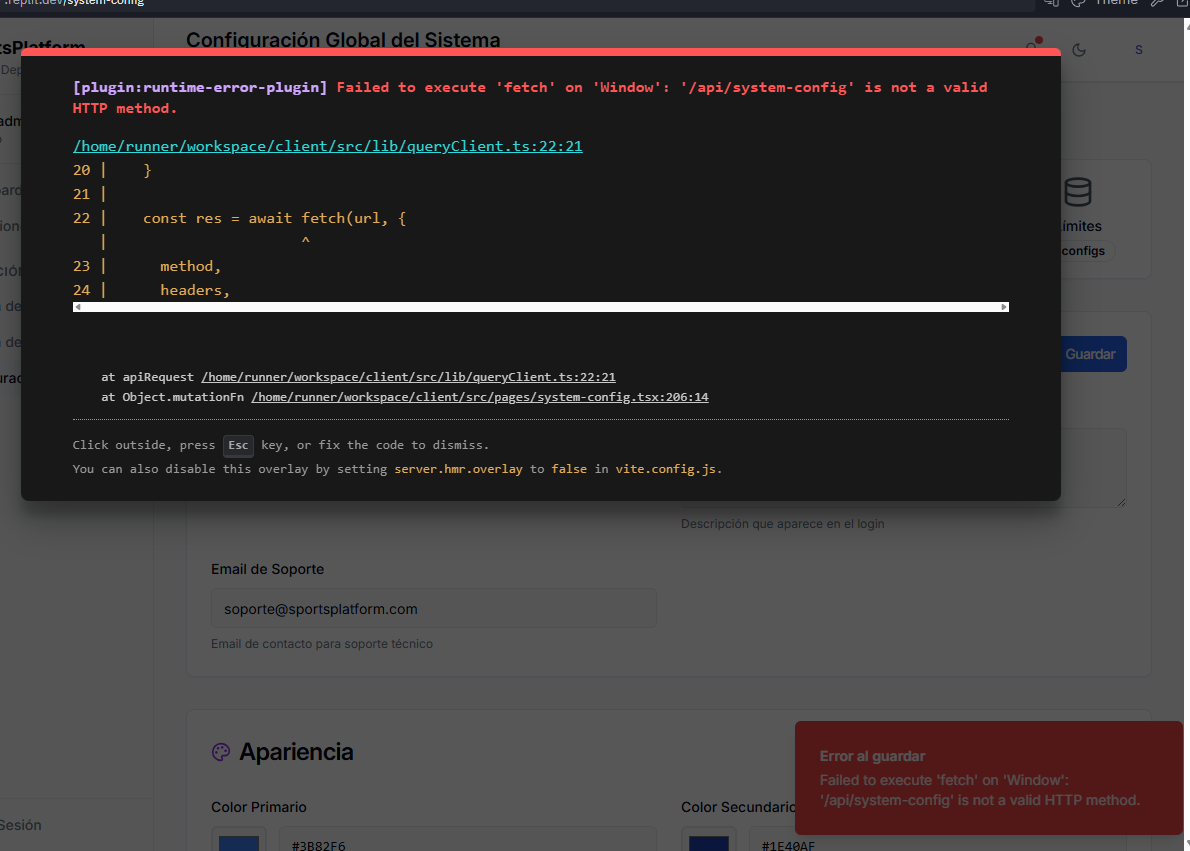 .replit.dev/system-config
Theme
tsPlatform
Configuración Global del Sistema
S
Dep
[plugin:runtime-error-plugin] Failed to execute 'fetch' on 'Window': '/api/system-config' is not a valid
HTTP method.
adm
/home/runner/workspace/client/src/lib/queryClient.ts:22:21
20 | }
21 |
22 | const res = await fetch(url, {
| ^
23 | method,
24 | headers,
ímites
configs
Guardar
at apiRequest /home/runner/workspace/client/src/lib/queryClient.ts:22:21
at Object.mutationFn /home/runner/workspace/client/src/pages/system-config.tsx:206:14
Click outside, press Esc key, or fix the code to dismiss.
You can also disable this overlay by setting server.hmr.overlay to false in vite.config.js.
Descripción que aparece en el login
Email de Soporte
soporte@sportsplatform.com
Email de contacto para soporte técnico
Apariencia
Error al guardar
Failed to execute 'fetch' on 'Window':
'/api/system-config' is not a valid HTTP method.
Color Primario
Color Secundario
Sesión
#3B82F6
#1E40AF